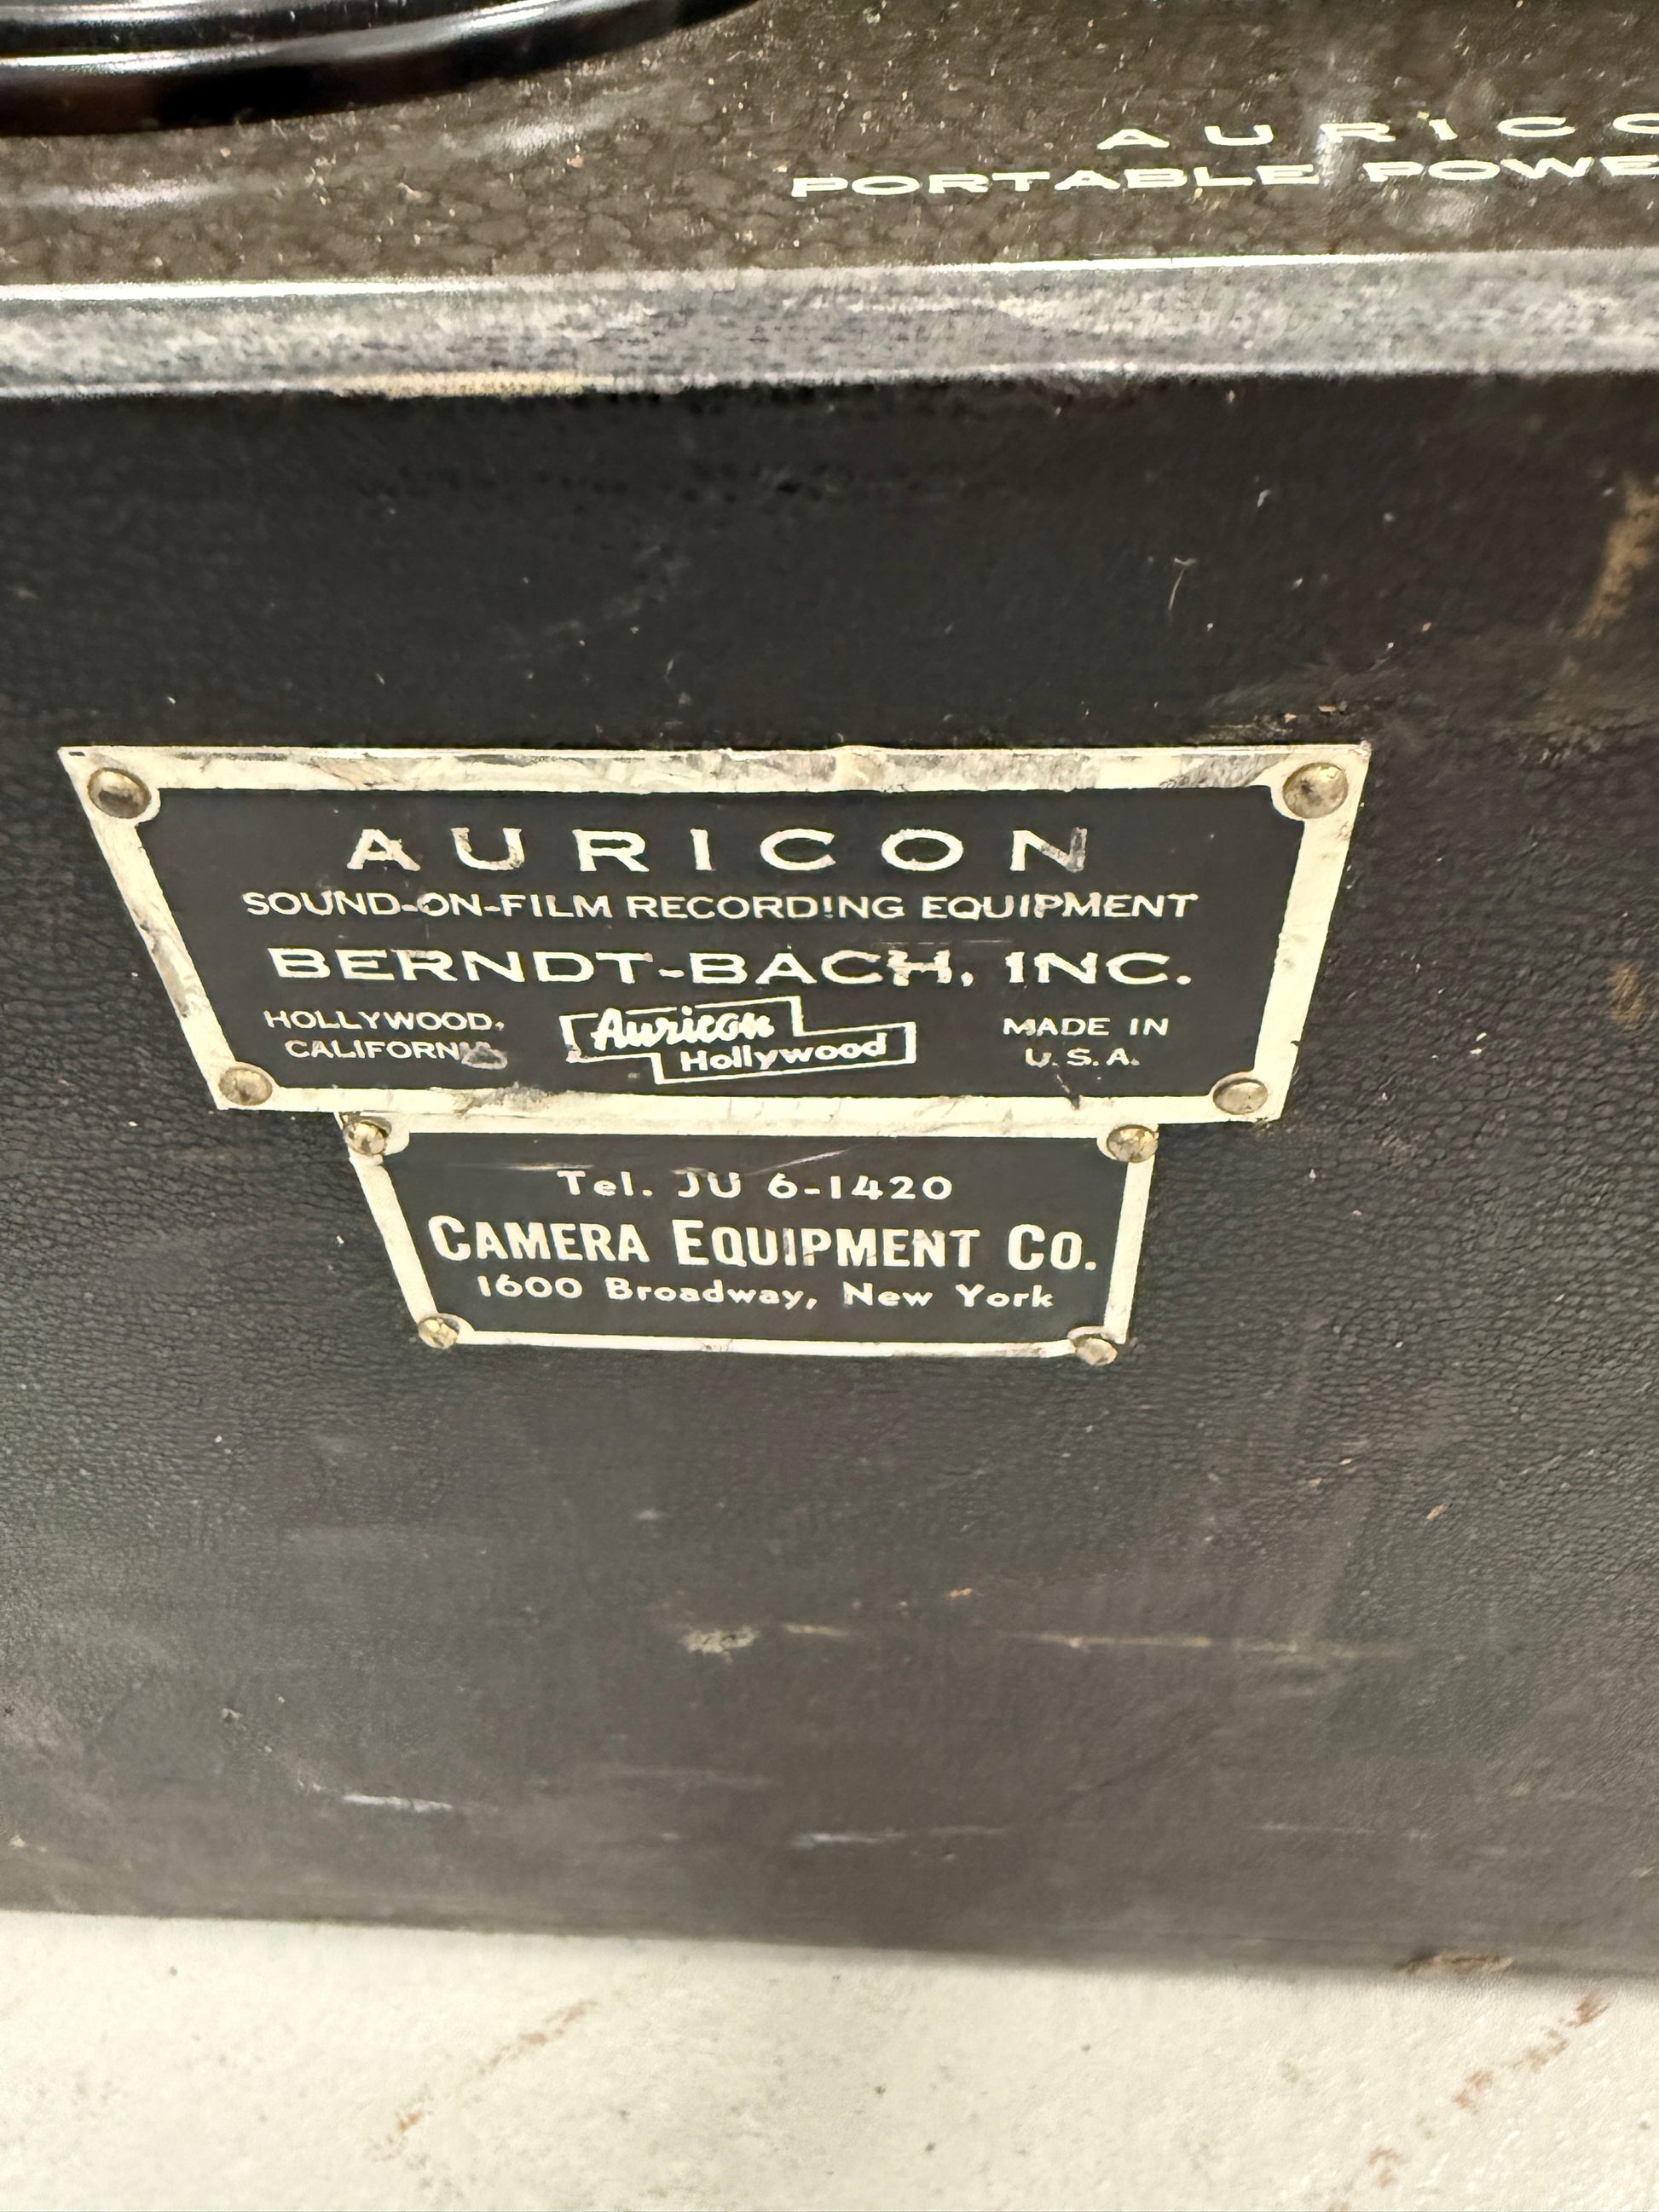 AURICO
PORTABLE POWE
AURICON
SOUND-ON-FILM RECORDING EQUIPMENT
BERNDT-BACH, INC.
HOLLYWOOD,
CALIFORNIA
Auricon
Hollywood
MADE IN
U.S.A.
Tel. JU 6-1420
CAMERA EQUIPMENT CO.
1600 Broadway, New York